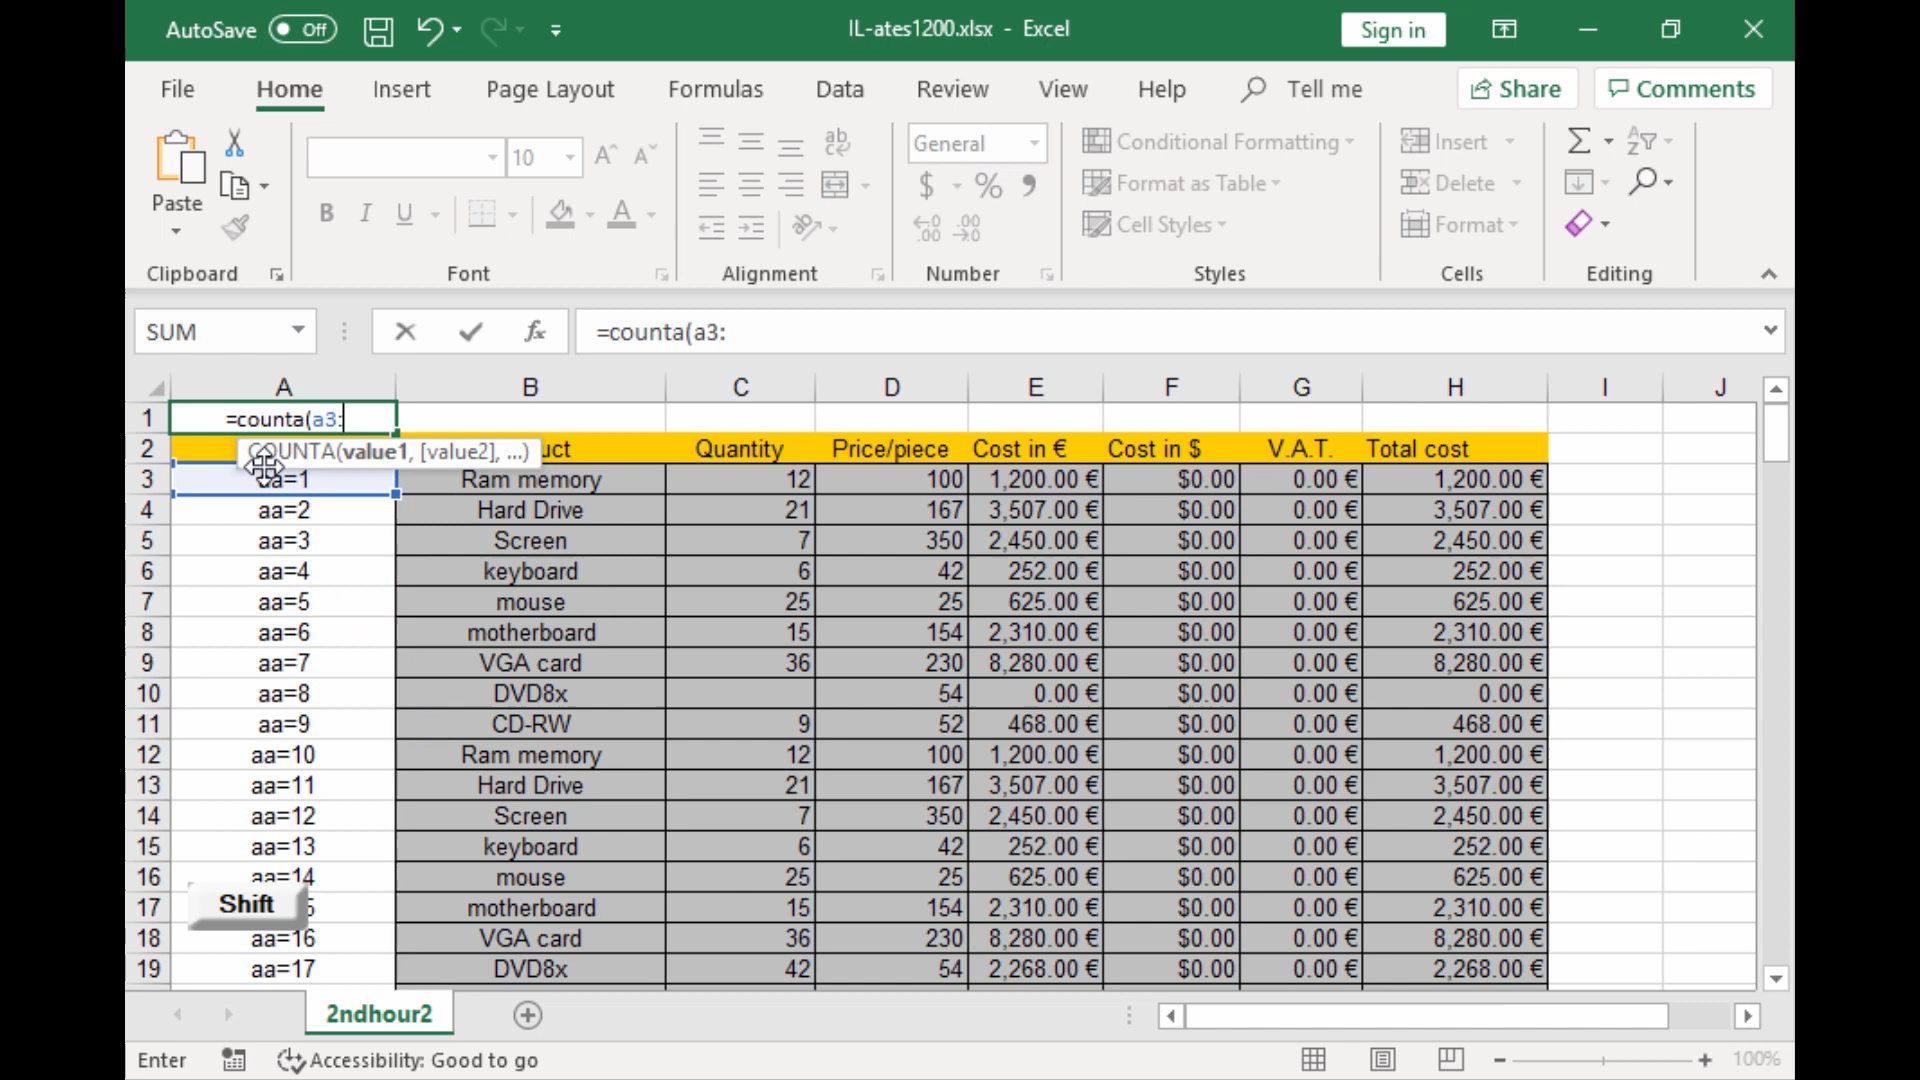 AutoSave Off IL-ates1200.xlsx - Excel Sign in
File Home Insert Page Layout Formulas Data Review View Help Tell me Share Comments
Paste 10 A A ab General Conditional Formatting Insert
Format as Table Delete
B I U A $ % Cell Styles Format
Clipboard Font Alignment Number Styles Cells Editing
SUM fx =counta(a3:
A B C D E F G H I J
1 =counta(a3:
COUNTA(value1, [value2], ...)
2 Quantity Price/piece Cost in € Cost in $ V.A.T. Total cost
3 aa=1 Ram memory 12 100 1,200.00 € $0.00 0.00 € 1,200.00 €
4 aa=2 Hard Drive 21 167 3,507.00 € $0.00 0.00 € 3,507.00 €
5 aa=3 Screen 7 350 2,450.00 € $0.00 0.00 € 2,450.00 €
6 aa=4 keyboard 6 42 252.00 € $0.00 0.00 € 252.00 €
7 aa=5 mouse 25 25 625.00 € $0.00 0.00 € 625.00 €
8 aa=6 motherboard 15 154 2,310.00 € $0.00 0.00 € 2,310.00 €
9 aa=7 VGA card 36 230 8,280.00 € $0.00 0.00 € 8,280.00 €
10 aa=8 DVD8x 54 0.00 € $0.00 0.00 € 0.00 €
11 aa=9 CD-RW 9 52 468.00 € $0.00 0.00 € 468.00 €
12 aa=10 Ram memory 12 100 1,200.00 € $0.00 0.00 € 1,200.00 €
13 aa=11 Hard Drive 21 167 3,507.00 € $0.00 0.00 € 3,507.00 €
14 aa=12 Screen 7 350 2,450.00 € $0.00 0.00 € 2,450.00 €
15 aa=13 keyboard 6 42 252.00 € $0.00 0.00 € 252.00 €
16 aa=14 mouse 25 25 625.00 € $0.00 0.00 € 625.00 €
17 Shift 5 motherboard 15 154 2,310.00 € $0.00 0.00 € 2,310.00 €
18 aa=16 VGA card 36 230 8,280.00 € $0.00 0.00 € 8,280.00 €
19 aa=17 DVD8x 42 54 2,268.00 € $0.00 0.00 € 2,268.00 €
2ndhour2
Enter Accessibility: Good to go 100%